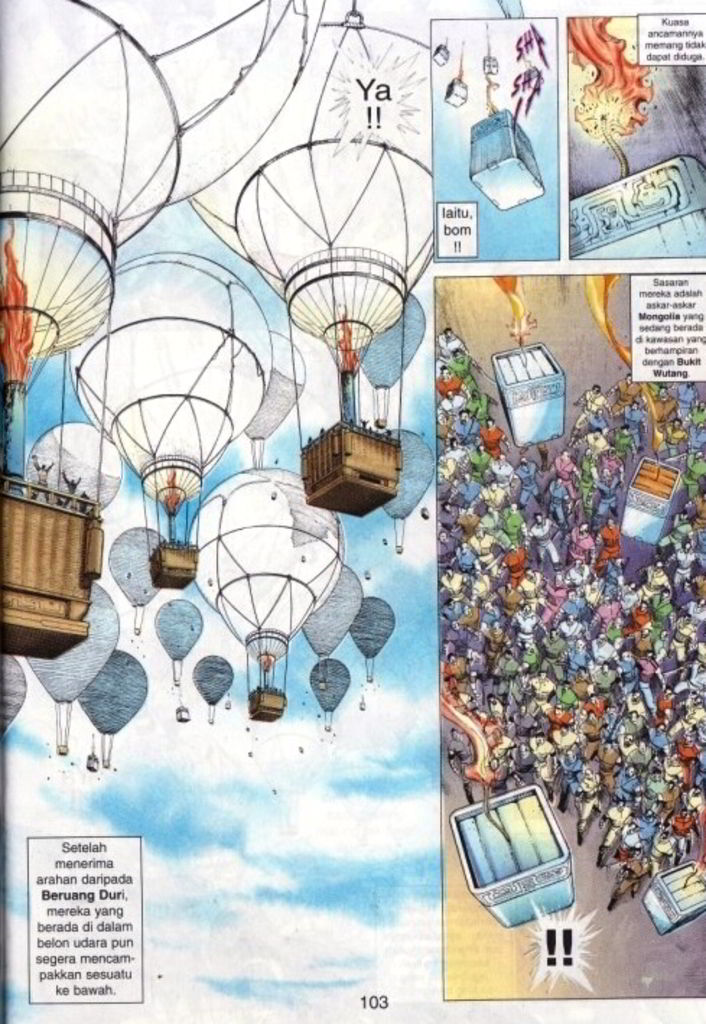 Ya
!!
Setelah
menerima
arahan daripada
Beruang Duri,
mereka yang
berada di dalam
belon udara pun
segera mencam-
pakkan sesuatu
ke bawah.
SHA
SHA
Iaitu,
bom
!!
Kuasa
ancamannya
memang tidak
dapat diduga.
Sasaran
mereka adalah
askar-askar
Mongolia yang
sedang berada
di kawasan yang
berhampiran
dengan Bukit
Wutang.
!!
103